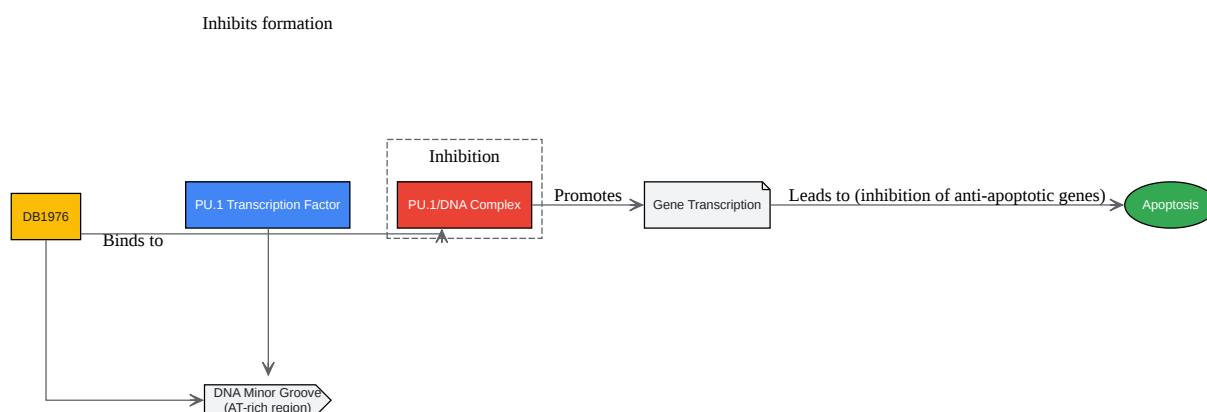 Inhibits formation
Inhibition
DB1976
PU.1 Transcription Factor
PU.1/DNA Complex
Promotes
Gene Transcription
Leads to (inhibition of anti-apoptotic genes)
Apoptosis
Binds to
DNA Minor Groove
(AT-rich region)